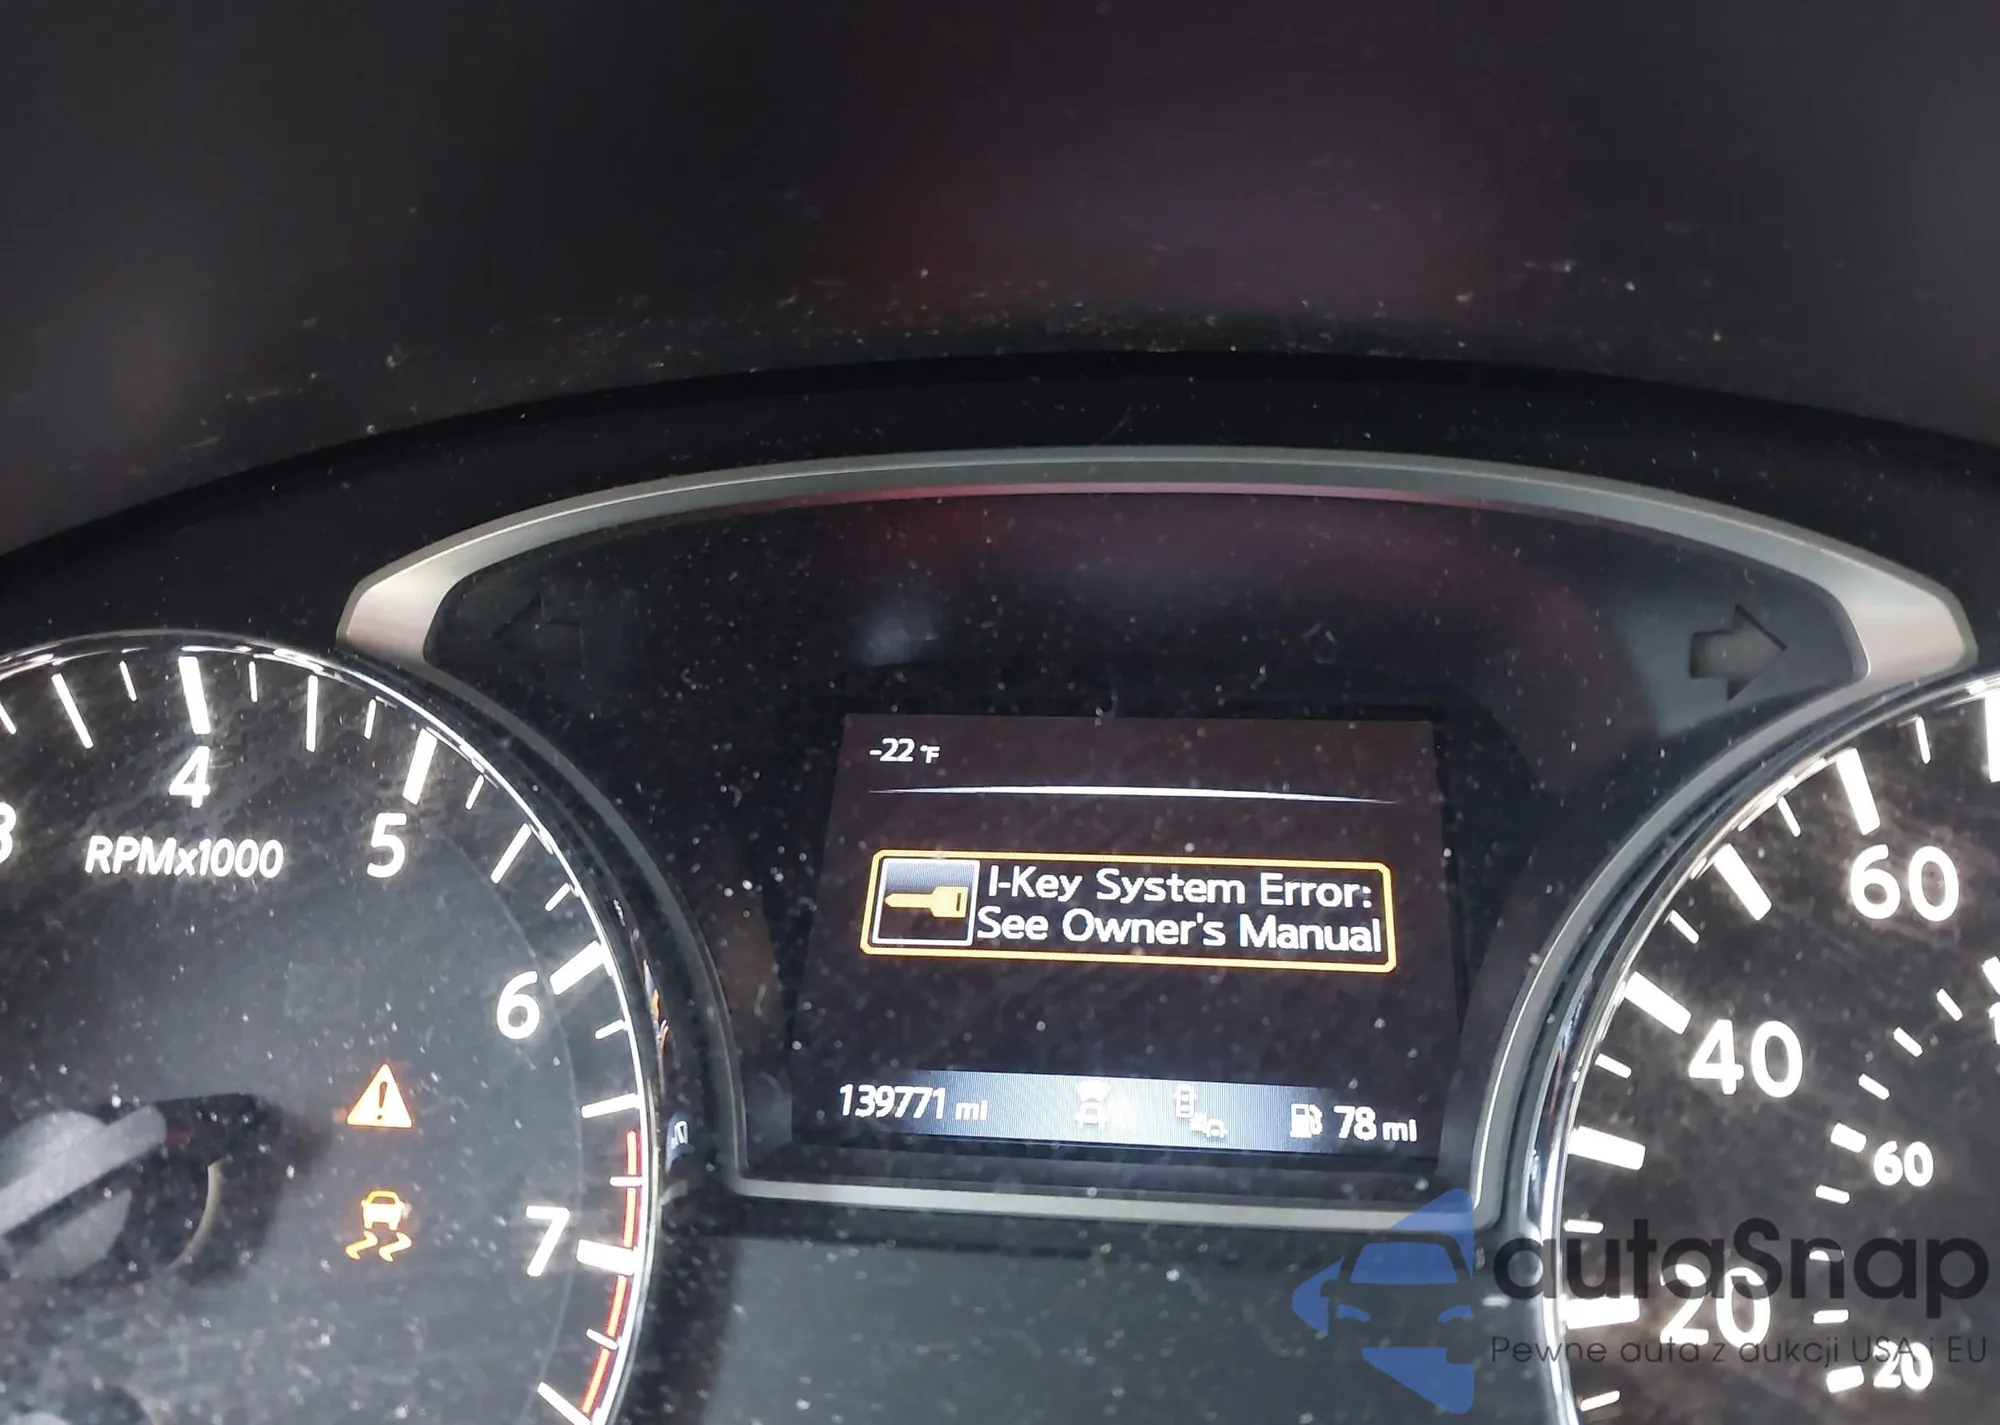 -22 °F
I-Key System Error:
See Owner's Manual
139771 mi
78 mi
4
5
6
7
RPMx1000
60
40
20
60
20
autaSnap
Pewne auta z aukcji USA i EU